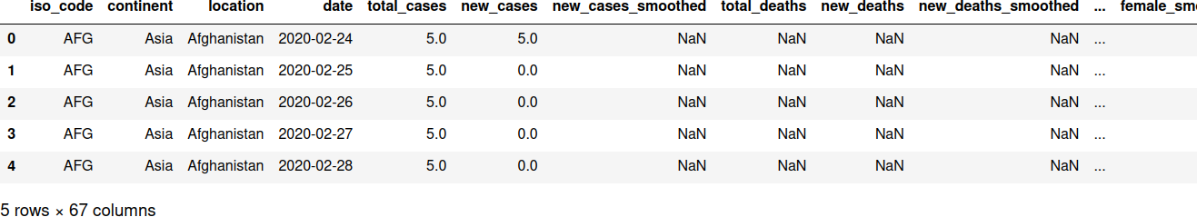 iso_code continent location date total_cases new_cases new_cases_smoothed total_deaths new_deaths new_deaths_smoothed ... female_smo
0 AFG Asia Afghanistan 2020-02-24 5.0 5.0 NaN NaN NaN NaN ...
1 AFG Asia Afghanistan 2020-02-25 5.0 0.0 NaN NaN NaN NaN ...
2 AFG Asia Afghanistan 2020-02-26 5.0 0.0 NaN NaN NaN NaN ...
3 AFG Asia Afghanistan 2020-02-27 5.0 0.0 NaN NaN NaN NaN ...
4 AFG Asia Afghanistan 2020-02-28 5.0 0.0 NaN NaN NaN NaN ...
5 rows × 67 columns